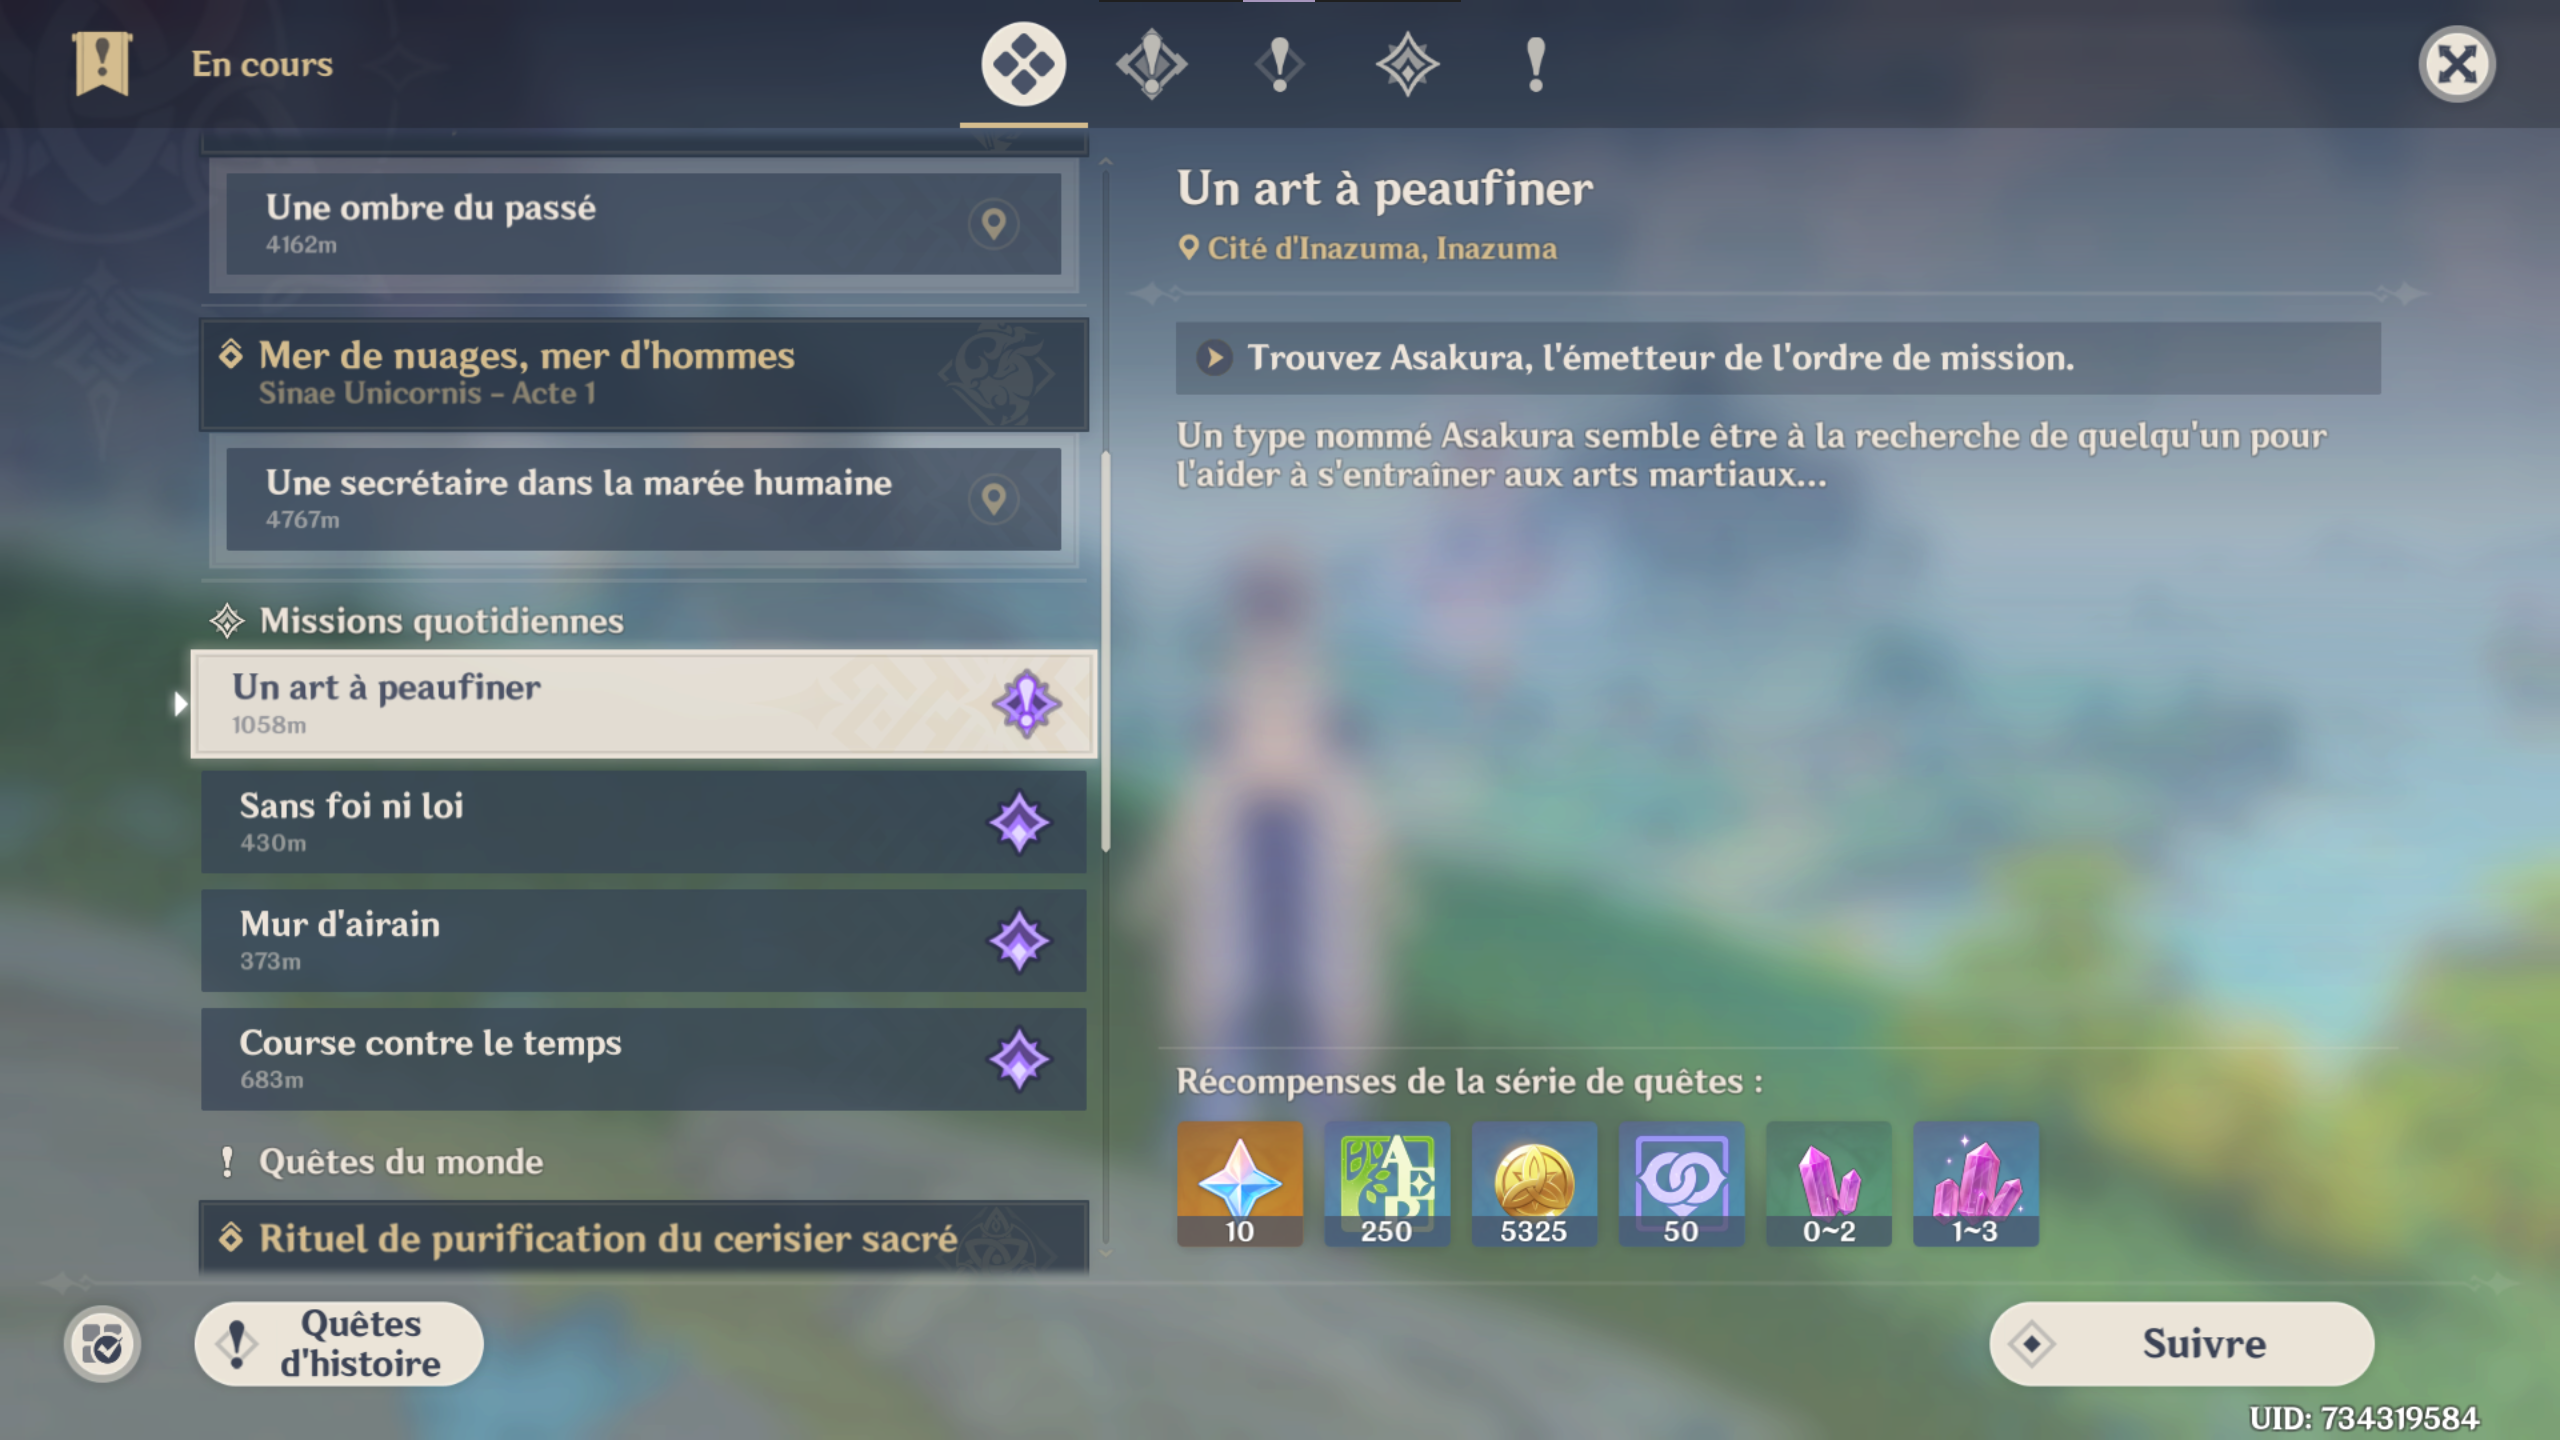 En cours
Une ombre du passé
4162m
Mer de nuages, mer d'hommes
Sinae Unicornis – Acte 1
Une secrétaire dans la marée humaine
4767m
Missions quotidiennes
Un art à peaufiner
1058m
Sans foi ni loi
430m
Mur d'airain
373m
Course contre le temps
683m
Quêtes du monde
Rituel de purification du cerisier sacré
Quêtes
d'histoire
Un art à peaufiner
Cité d'Inazuma, Inazuma
Trouvez Asakura, l'émetteur de l'ordre de mission.
Un type nommé Asakura semble être à la recherche de quelqu'un pour
l'aider à s'entraîner aux arts martiaux...
Récompenses de la série de quêtes :
10
250
5325
50
0~2
1~3
Suivre
UID: 734319584